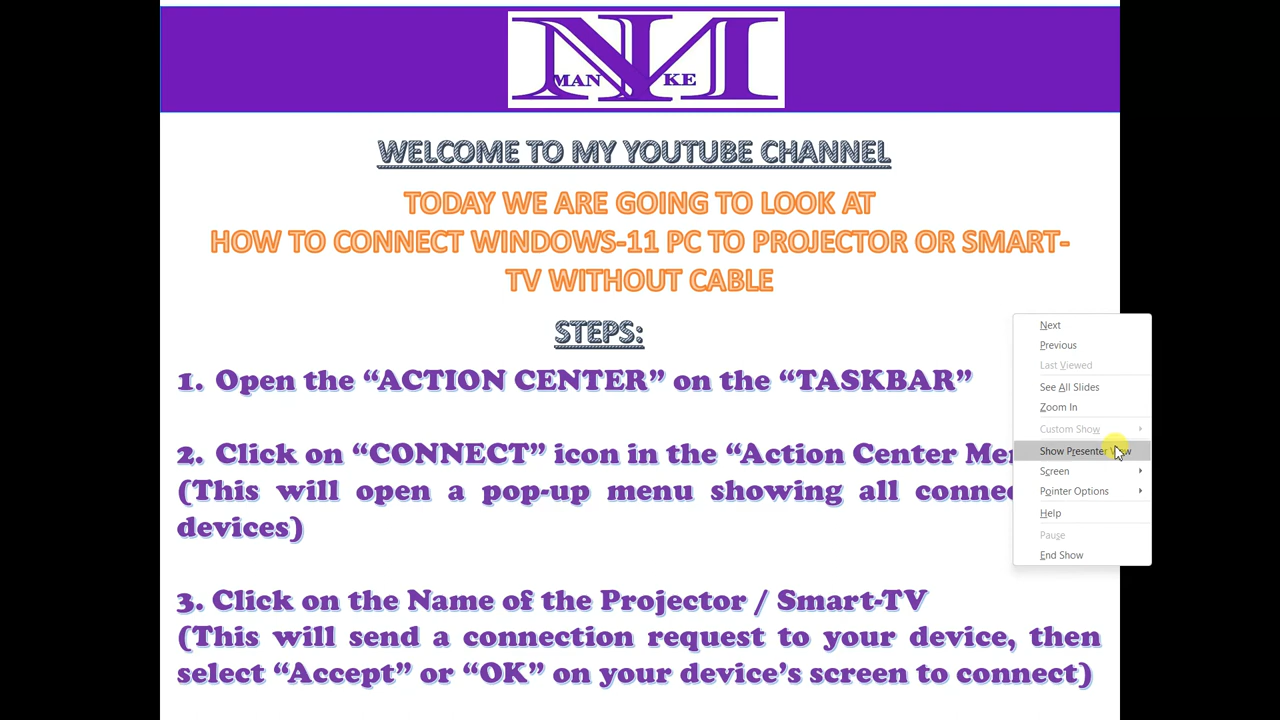 MAN KE
WELCOME TO MY YOUTUBE CHANNEL
TODAY WE ARE GOING TO LOOK AT
HOW TO CONNECT WINDOWS-11 PC TO PROJECTOR OR SMART-
TV WITHOUT CABLE
STEPS:
1. Open the “ACTION CENTER” on the “TASKBAR”
2. Click on “CONNECT” icon in the “Action Center
(This will open a pop-up menu showing all
devices)
3. Click on the Name of the Projector / Smart-TV
(This will send a connection request to your device, then
select “Accept” or “OK” on your device’s screen to connect)
Next
Previous
Last Viewed
See All Slides
Zoom In
Custom Show
Show Presenter View
Screen
Pointer Options
Help
Pause
End Show